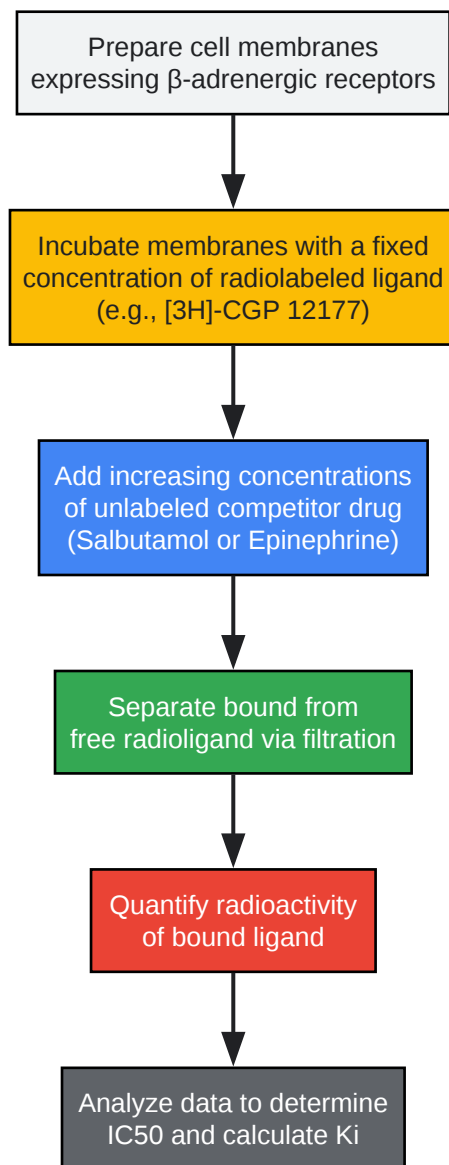 Prepare cell membranes
expressing β-adrenergic receptors
Incubate membranes with a fixed
concentration of radiolabeled ligand
(e.g., [3H]-CGP 12177)
Add increasing concentrations
of unlabeled competitor drug
(Salbutamol or Epinephrine)
Separate bound from
free radioligand via filtration
Quantify radioactivity
of bound ligand
Analyze data to determine
IC50 and calculate Ki